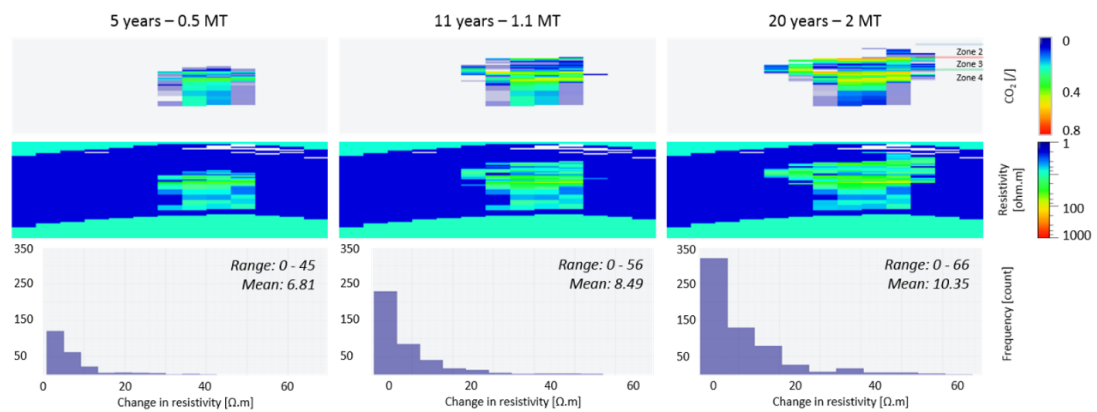 5 years – 0.5 MT
11 years – 1.1 MT
20 years – 2 MT
Zone 2
Zone 3
Zone 4
0
0.4
0.8
CO2 [/]
1
100
1000
Resistivity
[ohm.m]
350
250
150
50
Range: 0 - 45
Mean: 6.81
0 20 40 60
Change in resistivity [Ω.m]
350
250
150
50
Range: 0 - 56
Mean: 8.49
0 20 40 60
Change in resistivity [Ω.m]
350
250
150
50
Range: 0 - 66
Mean: 10.35
0 20 40 60
Change in resistivity [Ω.m]
Frequency [count]